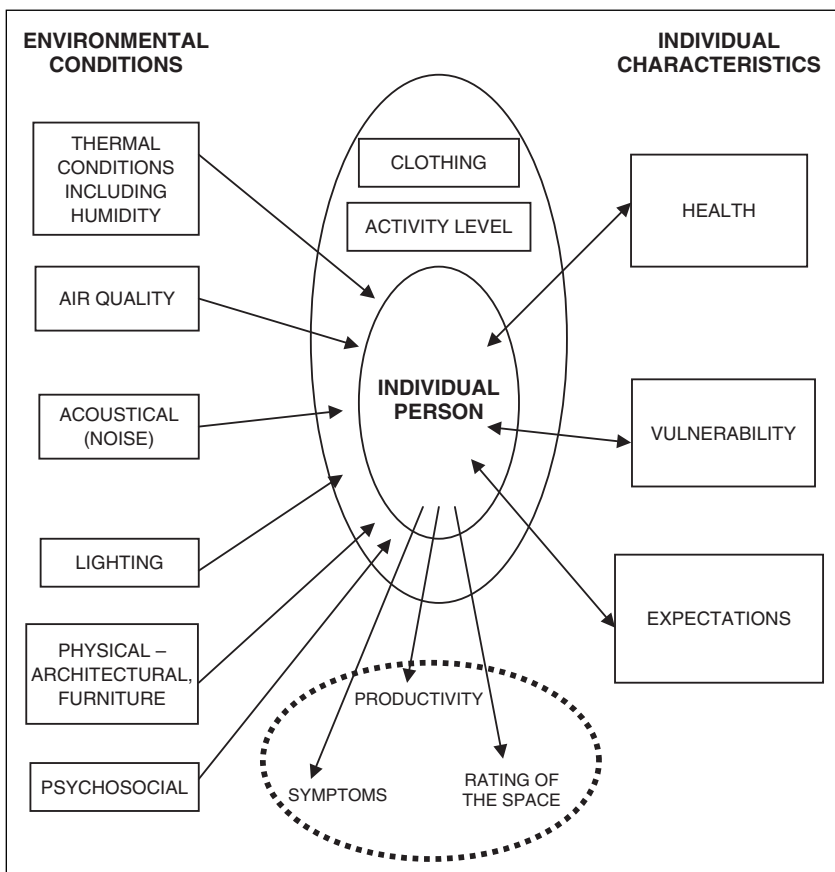 ENVIRONMENTAL
CONDITIONS
THERMAL
CONDITIONS
INCLUDING
HUMIDITY
AIR QUALITY
ACOUSTICAL
(NOISE)
LIGHTING
PHYSICAL –
ARCHITECTURAL,
FURNITURE
PSYCHOSOCIAL
CLOTHING
ACTIVITY LEVEL
INDIVIDUAL
PERSON
PRODUCTIVITY
SYMPTOMS
RATING OF
THE SPACE
INDIVIDUAL
CHARACTERISTICS
HEALTH
VULNERABILITY
EXPECTATIONS